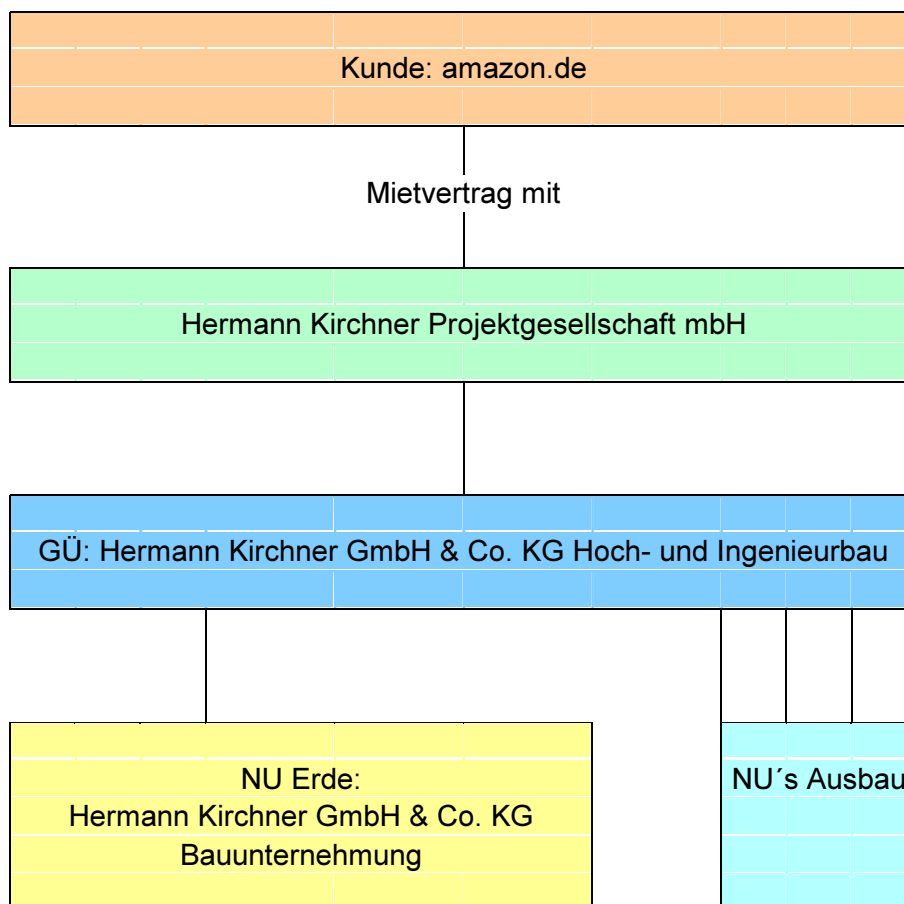 Kunde: amazon.de
Mietvertrag mit
Hermann Kirchner Projektgesellschaft mbH
GÜ: Hermann Kirchner GmbH & Co. KG Hoch- und Ingenieurbau
NU Erde:
Hermann Kirchner GmbH & Co. KG
Bauunternehmung
NU´s Ausbau